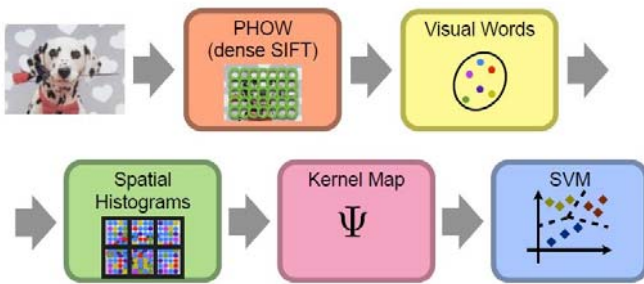 PHOW
(dense SIFT)
Visual Words
Spatial
Histograms
Kernel Map
Ψ
SVM